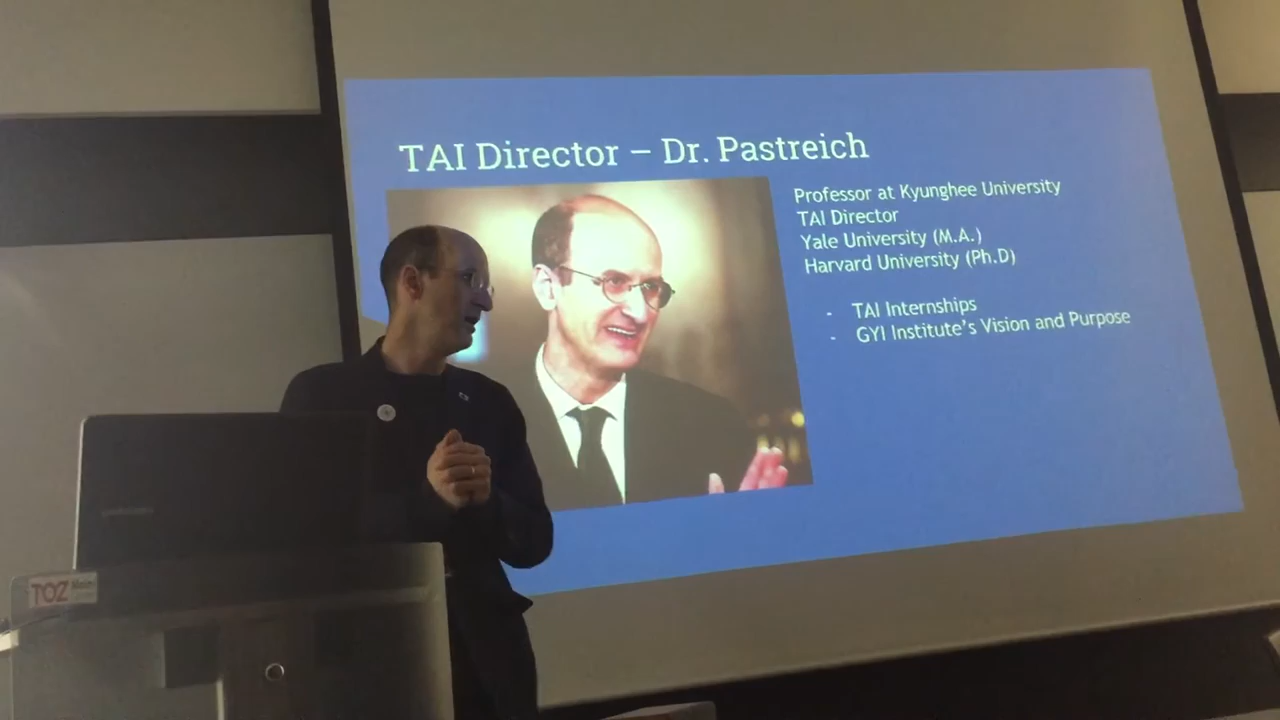 TAI Director – Dr. Pastreich
Professor at Kyunghee University
TAI Director
Yale University (M.A.)
Harvard University (Ph.D)
- TAI Internships
- GYI Institute's Vision and Purpose
TOZ